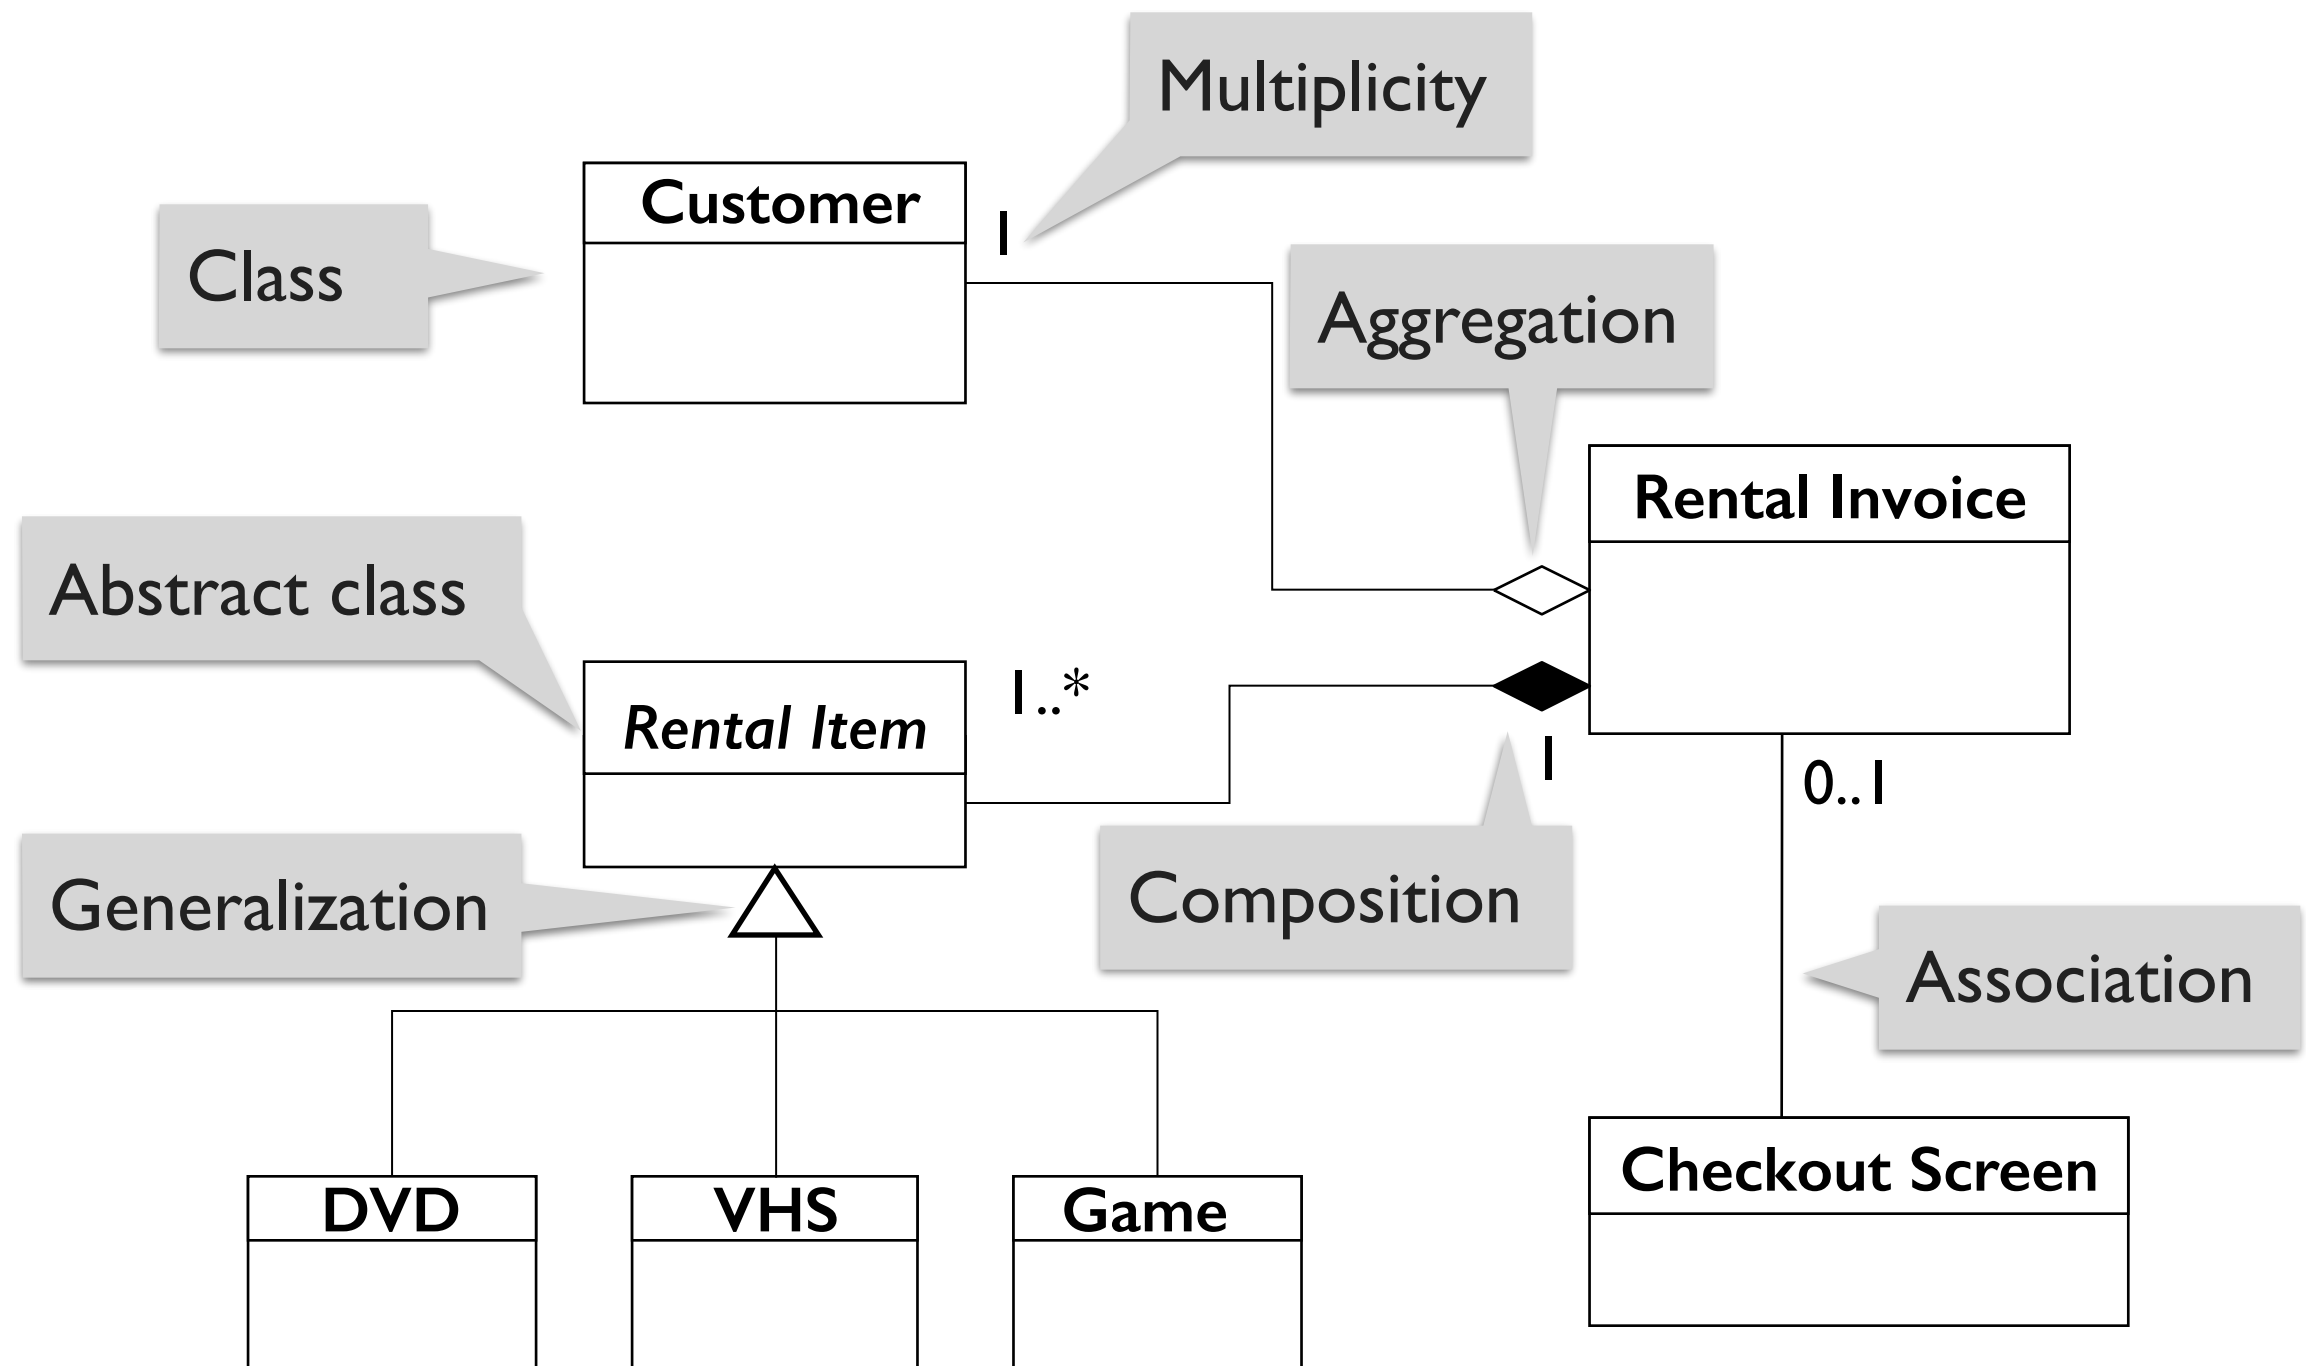 Multiplicity
Customer
1
Class
Aggregation
Rental Invoice
Abstract class
1..*
Rental Item
1
0..1
Generalization
Composition
Association
Checkout Screen
DVD
VHS
Game